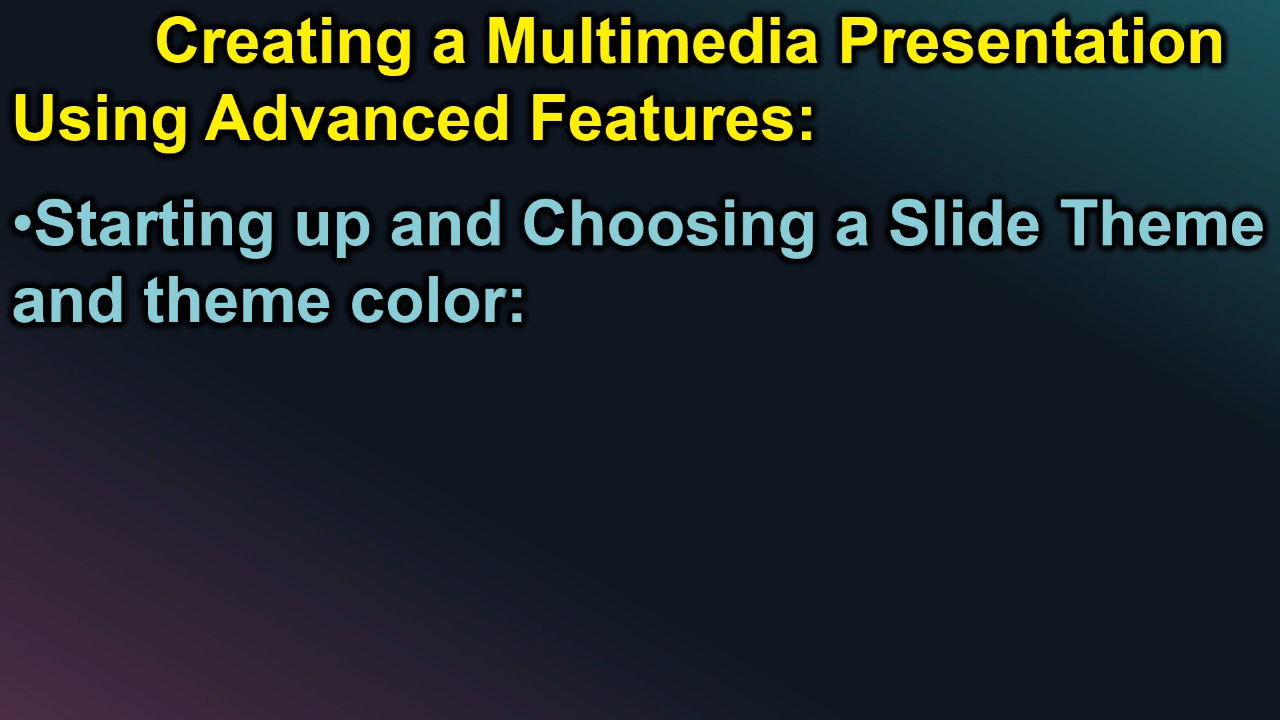 Creating a Multimedia Presentation
Using Advanced Features:
•Starting up and Choosing a Slide Theme
and theme color: